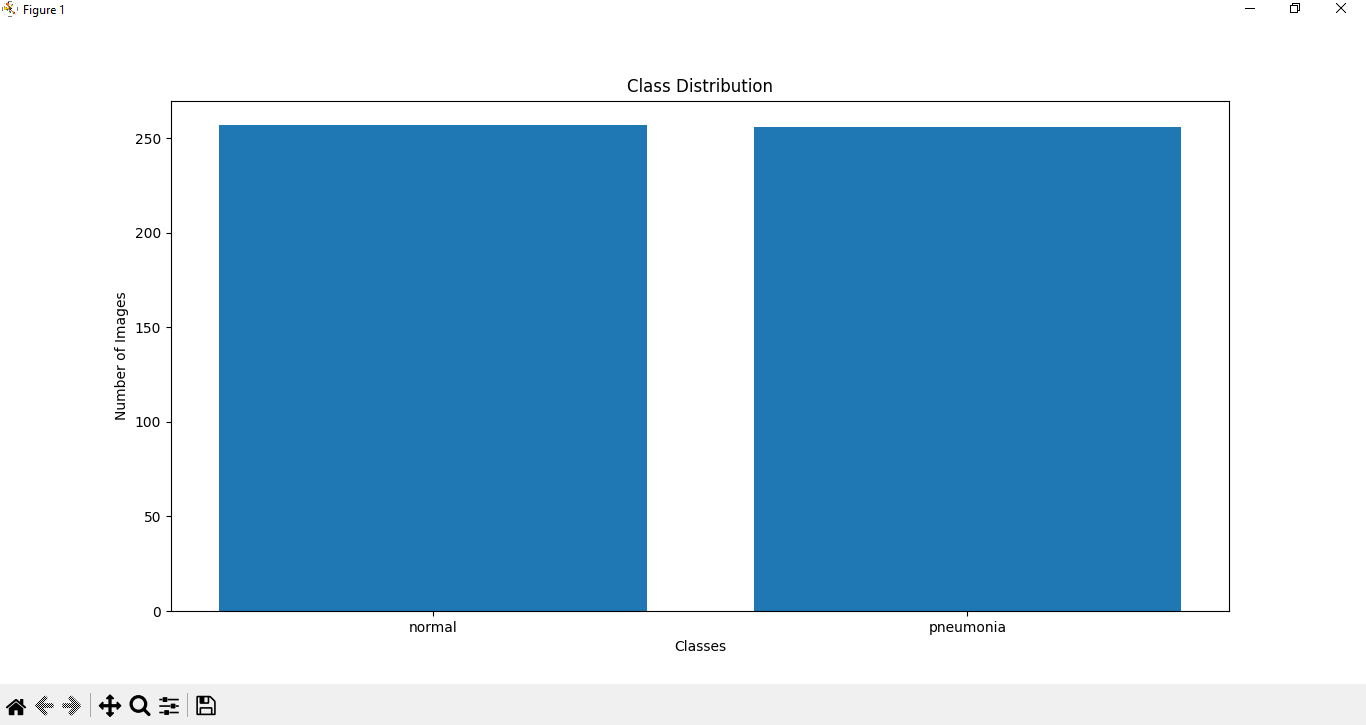 Figure 1
Class Distribution
250
200
150
100
50
0
Number of Images
normal pneumonia
Classes